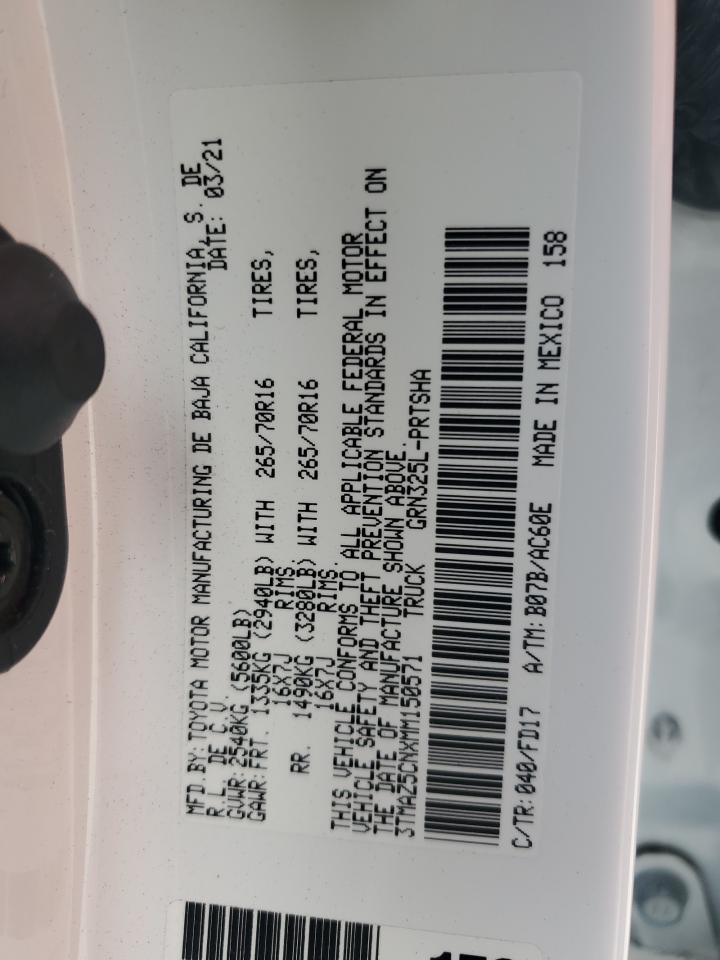 MFD BY: TOYOTA MOTOR MANUFACTURING DE BAJA CALIFORNIA, S. DE
R.L. DE C.V. DATE: 03/21
GVWR: 2540KG (5600LB)
GAWR: FRT. 1335KG (2940LB) WITH 265/70R16 TIRES,
16X7J RIMS.
RR. 1490KG (3280LB) WITH 265/70R16 TIRES,
16X7J RIMS.
THIS VEHICLE CONFORMS TO ALL APPLICABLE FEDERAL MOTOR
VEHICLE SAFETY AND THEFT PREVENTION STANDARDS IN EFFECT ON
THE DATE OF MANUFACTURE SHOWN ABOVE.
3TMAZ5CNXMM150571 TRUCK GRN325L-PRTSHA
C/TR: 040/FD17 A/TM: B07B/AC60E MADE IN MEXICO 158